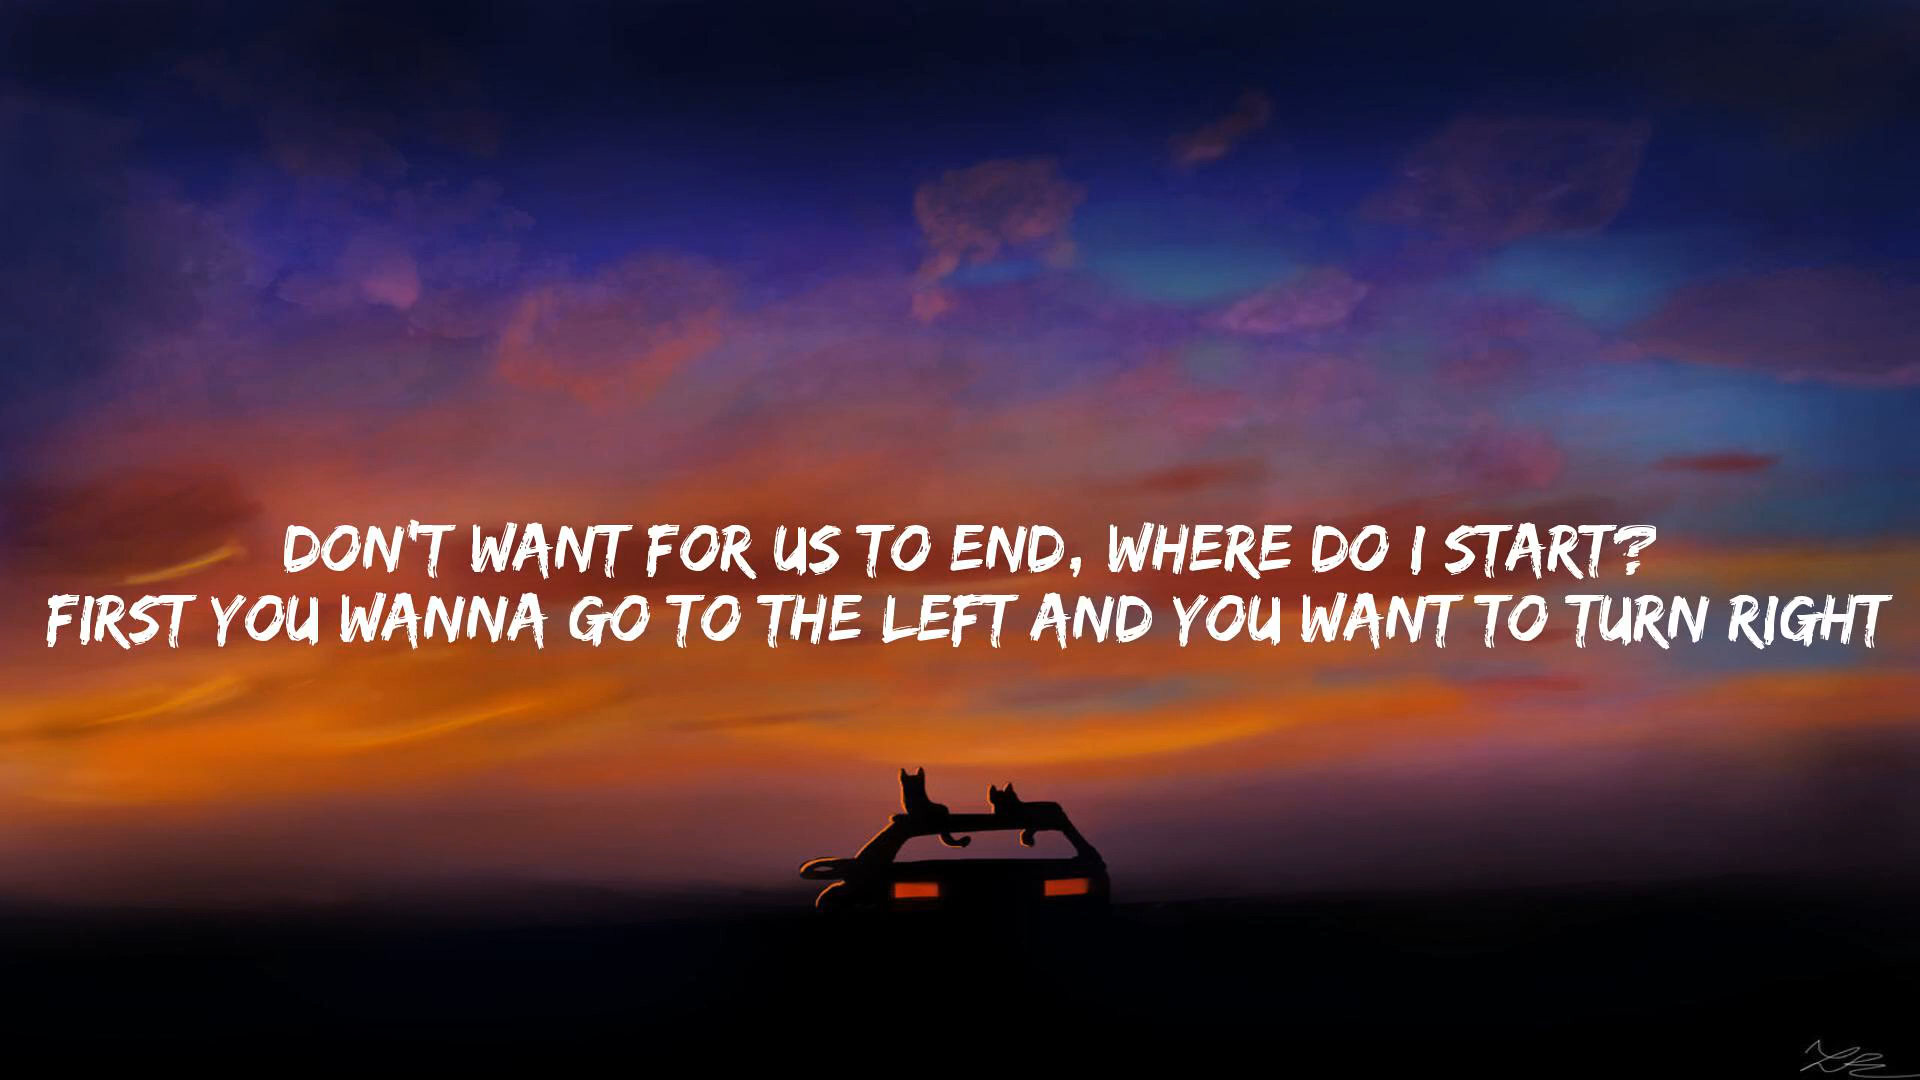 DON'T WANT FOR US TO END, WHERE DO I START?
FIRST YOU WANNA GO TO THE LEFT AND YOU WANT TO TURN RIGHT